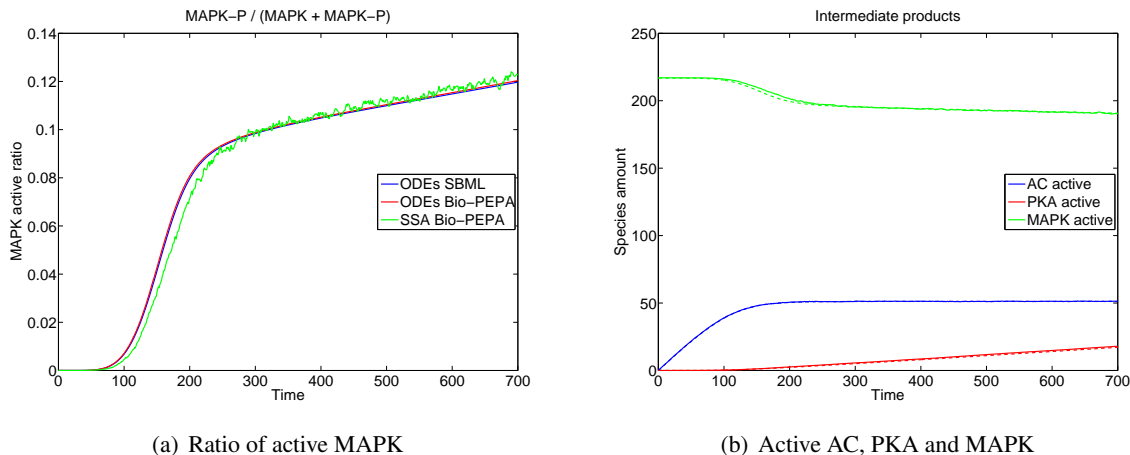 MAPK−P / (MAPK + MAPK−P)
0.14
0.12
0.1
0.08
0.06
0.04
0.02
0
MAPK active ratio
0 100 200 300 400 500 600 700
Time
ODEs SBML
ODEs Bio−PEPA
SSA Bio−PEPA
(a) Ratio of active MAPK
Intermediate products
250
200
150
100
50
0
Species amount
0 100 200 300 400 500 600 700
Time
AC active
PKA active
MAPK active
(b) Active AC, PKA and MAPK